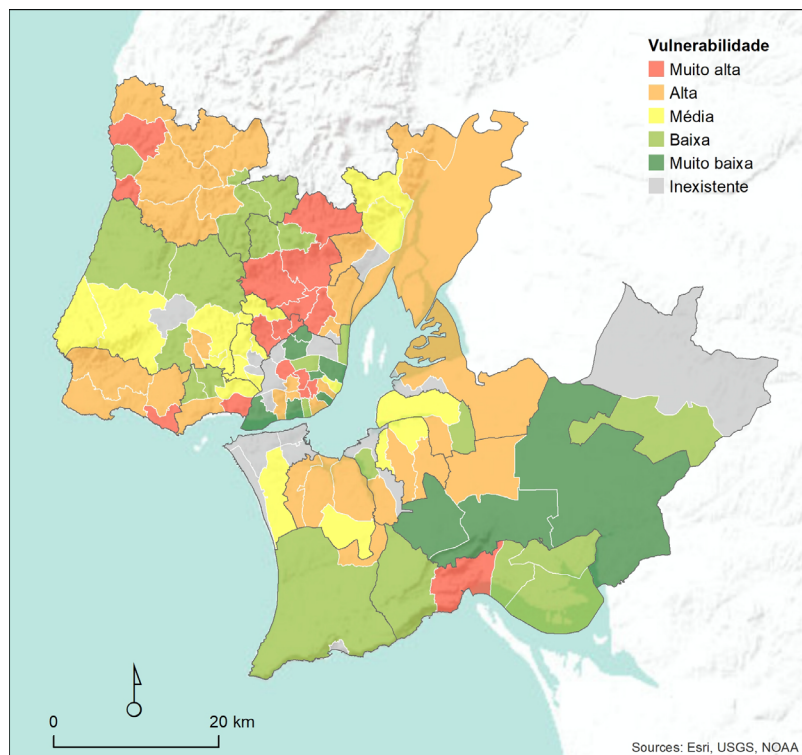 Vulnerabilidade
Muito alta
Alta
Média
Baixa
Muito baixa
Inexistente
0 20 km
Sources: Esri, USGS, NOAA